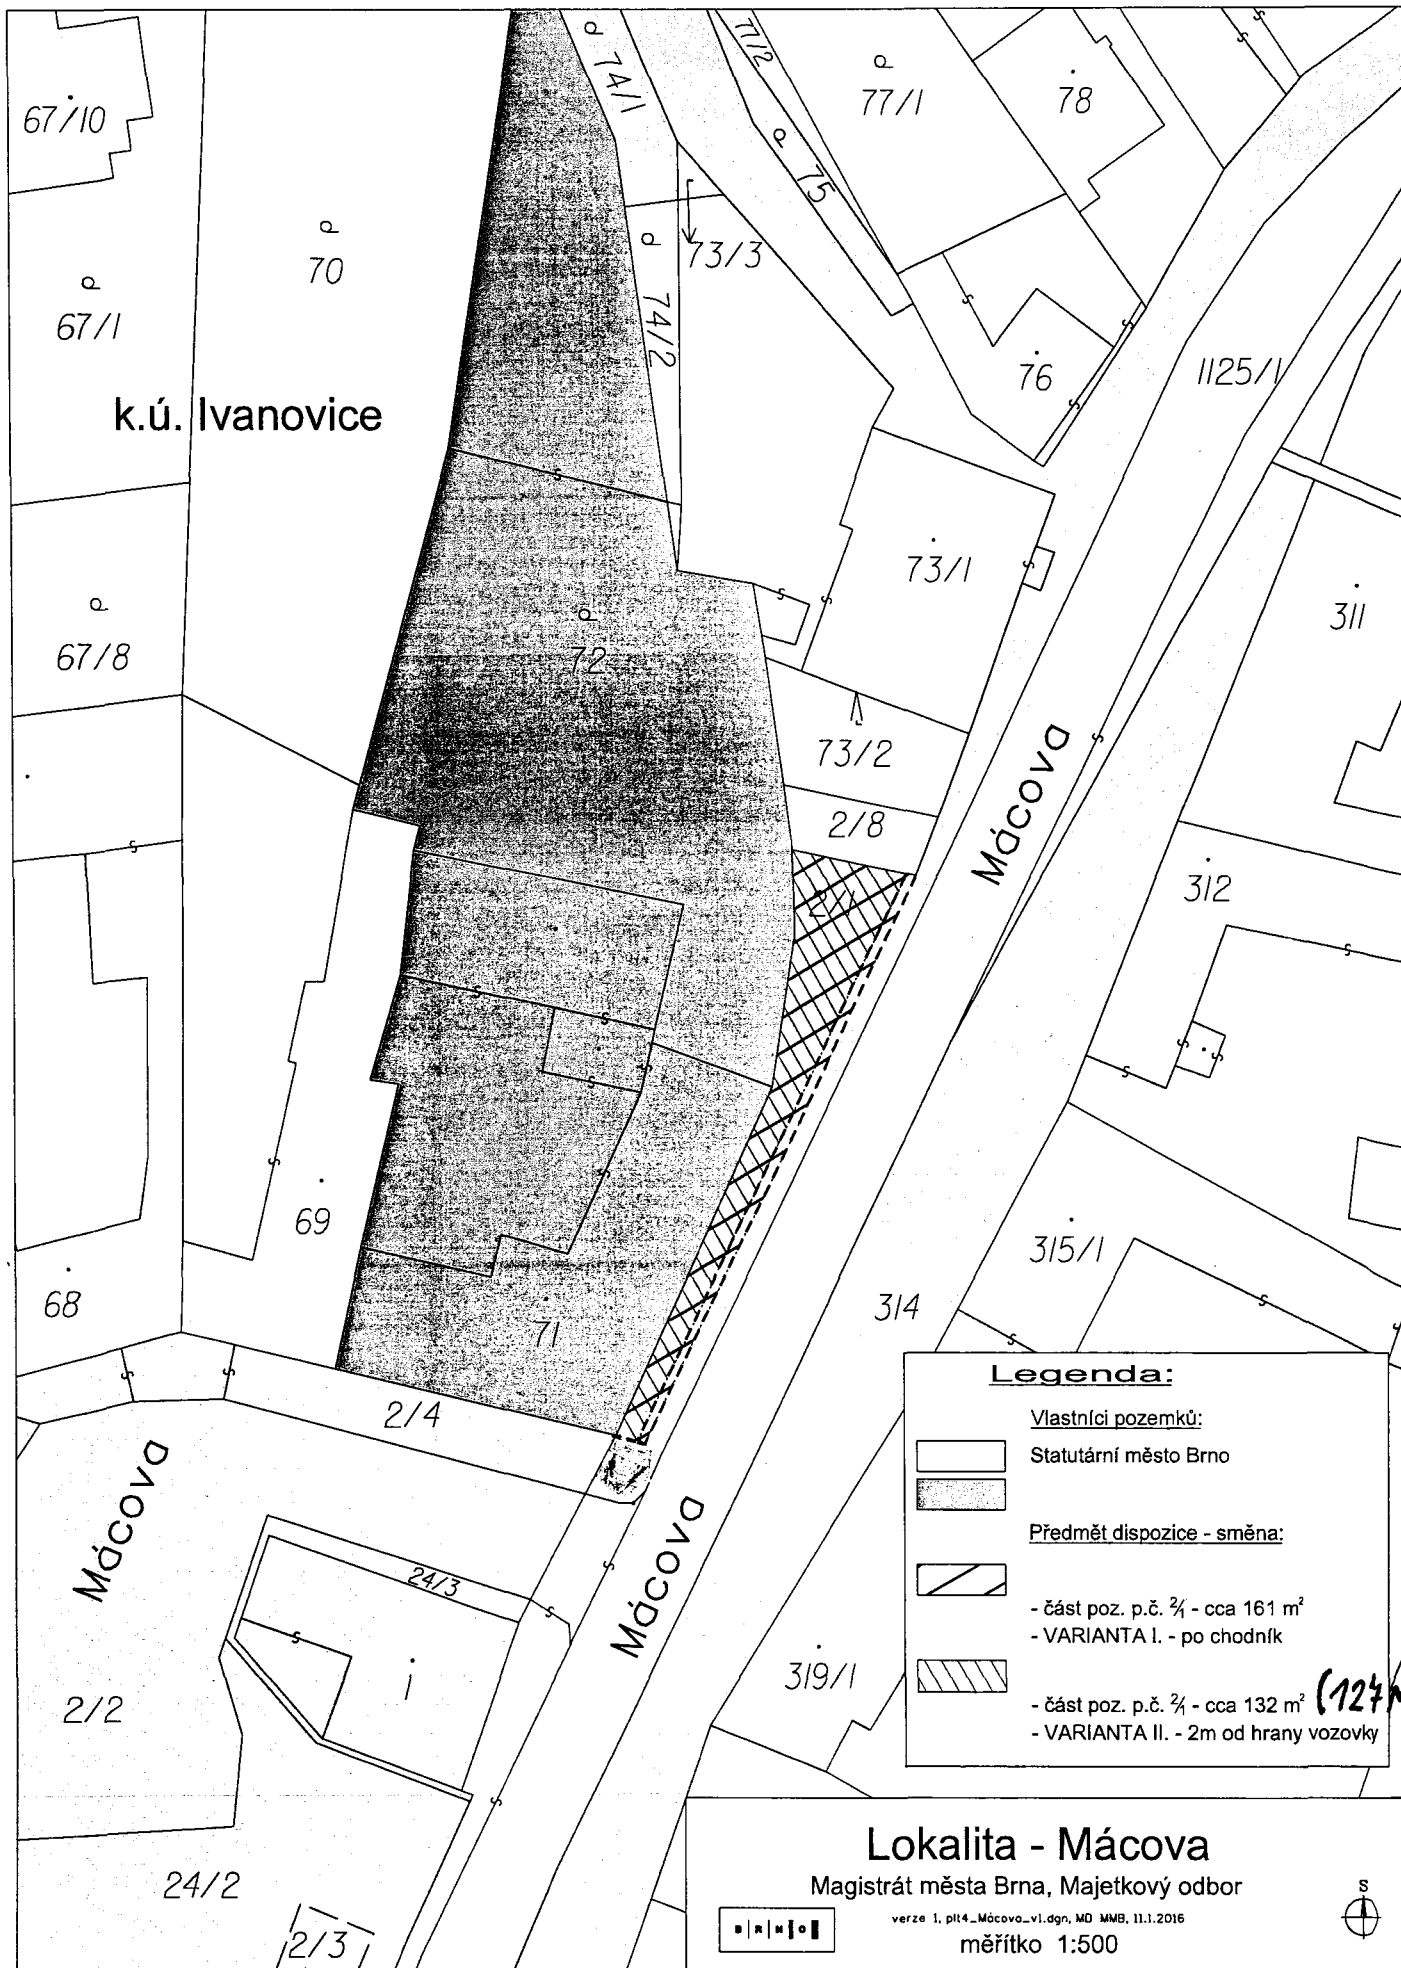 74/1
77/2
77/1
78
67/10
75
70
73/3
67/1
74/2
76
1125/1
k.ú. Ivanovice
73/1
311
67/8
72
73/2
Mácova
2/8
312
2/1
69
315/1
68
71
314
2/4
Mácova
Mácova
24/3
319/1
1
2/2
24/2
2/3
Legenda:
Vlastníci pozemků:
Statutární město Brno
Předmět dispozice - směna:
- část poz. p.č. 2/1 - cca 161 m²
- VARIANTA I. - po chodník
- část poz. p.č. 2/1 - cca 132 m² (127
- VARIANTA II. - 2m od hrany vozovky
Lokalita - Mácova
Magistrát města Brna, Majetkový odbor
verze 1, plt4_Mácova_v1.dgn, MD MMB, 11.1.2016
měřítko 1:500
BRNO
S